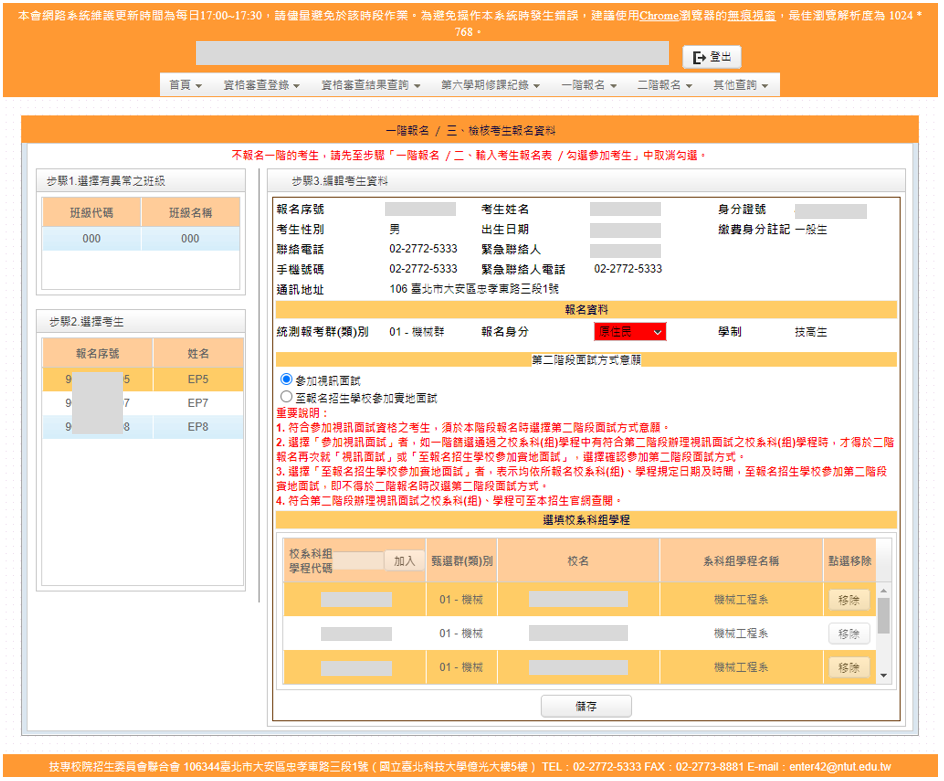 本會網路系統維護更新時間為每日17:00~17:30，請儘量避免於該時段作業。為避免操作本系統時發生錯誤，建議使用Chrome瀏覽器的無痕視窗，最佳瀏覽解析度為 1024 *
768。
登出
首頁 資格審查登錄 資格審查結果查詢 第六學期修課紀錄 一階報名 二階報名 其他查詢
一階報名 / 三、檢核考生報名資料
不報名一階的考生，請先至步驟「一階報名 / 二、輸入考生報名表 / 勾選參加考生」中取消勾選。
步驟1.選擇有異常之班級
班級代碼 班級名稱
000 000
步驟2.選擇考生
報名序號 姓名
9 5 EP5
9 7 EP7
9 8 EP8
步驟3.編輯考生資料
報名序號 考生姓名 身分證號
考生性別 男 出生日期 繳費身分註記 一般生
聯絡電話 02-2772-5333 緊急聯絡人
手機號碼 02-2772-5333 緊急聯絡人電話 02-2772-5333
通訊地址 106 臺北市大安區忠孝東路三段1號
報名資料
統測報考群(類)別 01 - 機械群 報名身分 原住民 學制 技高生
第二階段面試方式意願
參加視訊面試
至報名招生學校參加實地面試
重要說明：
1. 符合參加視訊面試資格之考生，須於本階段報名時選擇第二階段面試方式意願。
2. 選擇「參加視訊面試」者，如一階篩選通過之校系科(組)學程中有符合第二階段辦理視訊面試之校系科(組)學程時，才得於二階
報名再次就「視訊面試」或「至報名招生學校參加實地面試」，選擇確認參加第二階段面試方式。
3. 選擇「至報名招生學校參加實地面試」者，表示均依所報名校系科(組)、學程規定日期及時間，至報名招生學校參加第二階段
實地面試，即不得於二階報名時改選第二階段面試方式。
4. 符合第二階段辦理視訊面試之校系科(組)、學程可至本招生官網查閱。
選填校系科組學程
校系科組
學程代碼 加入 甄選群(類)別 校名 系科組學程名稱 點選移除
01 - 機械 機械工程系 移除
01 - 機械 機械工程系 移除
01 - 機械 機械工程系 移除
儲存
技專校院招生委員會聯合會 106344臺北市大安區忠孝東路三段1號（國立臺北科技大學億光大樓5樓） TEL：02-2772-5333 FAX：02-2773-8881 E-mail：enter42@ntut.edu.tw